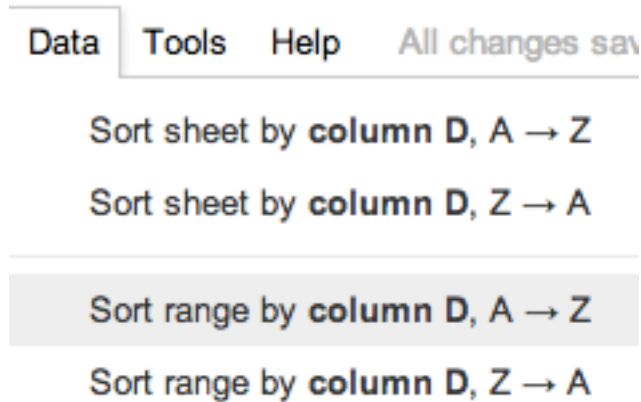 Data Tools Help All changes sav
Sort sheet by column D, A → Z
Sort sheet by column D, Z → A
Sort range by column D, A → Z
Sort range by column D, Z → A